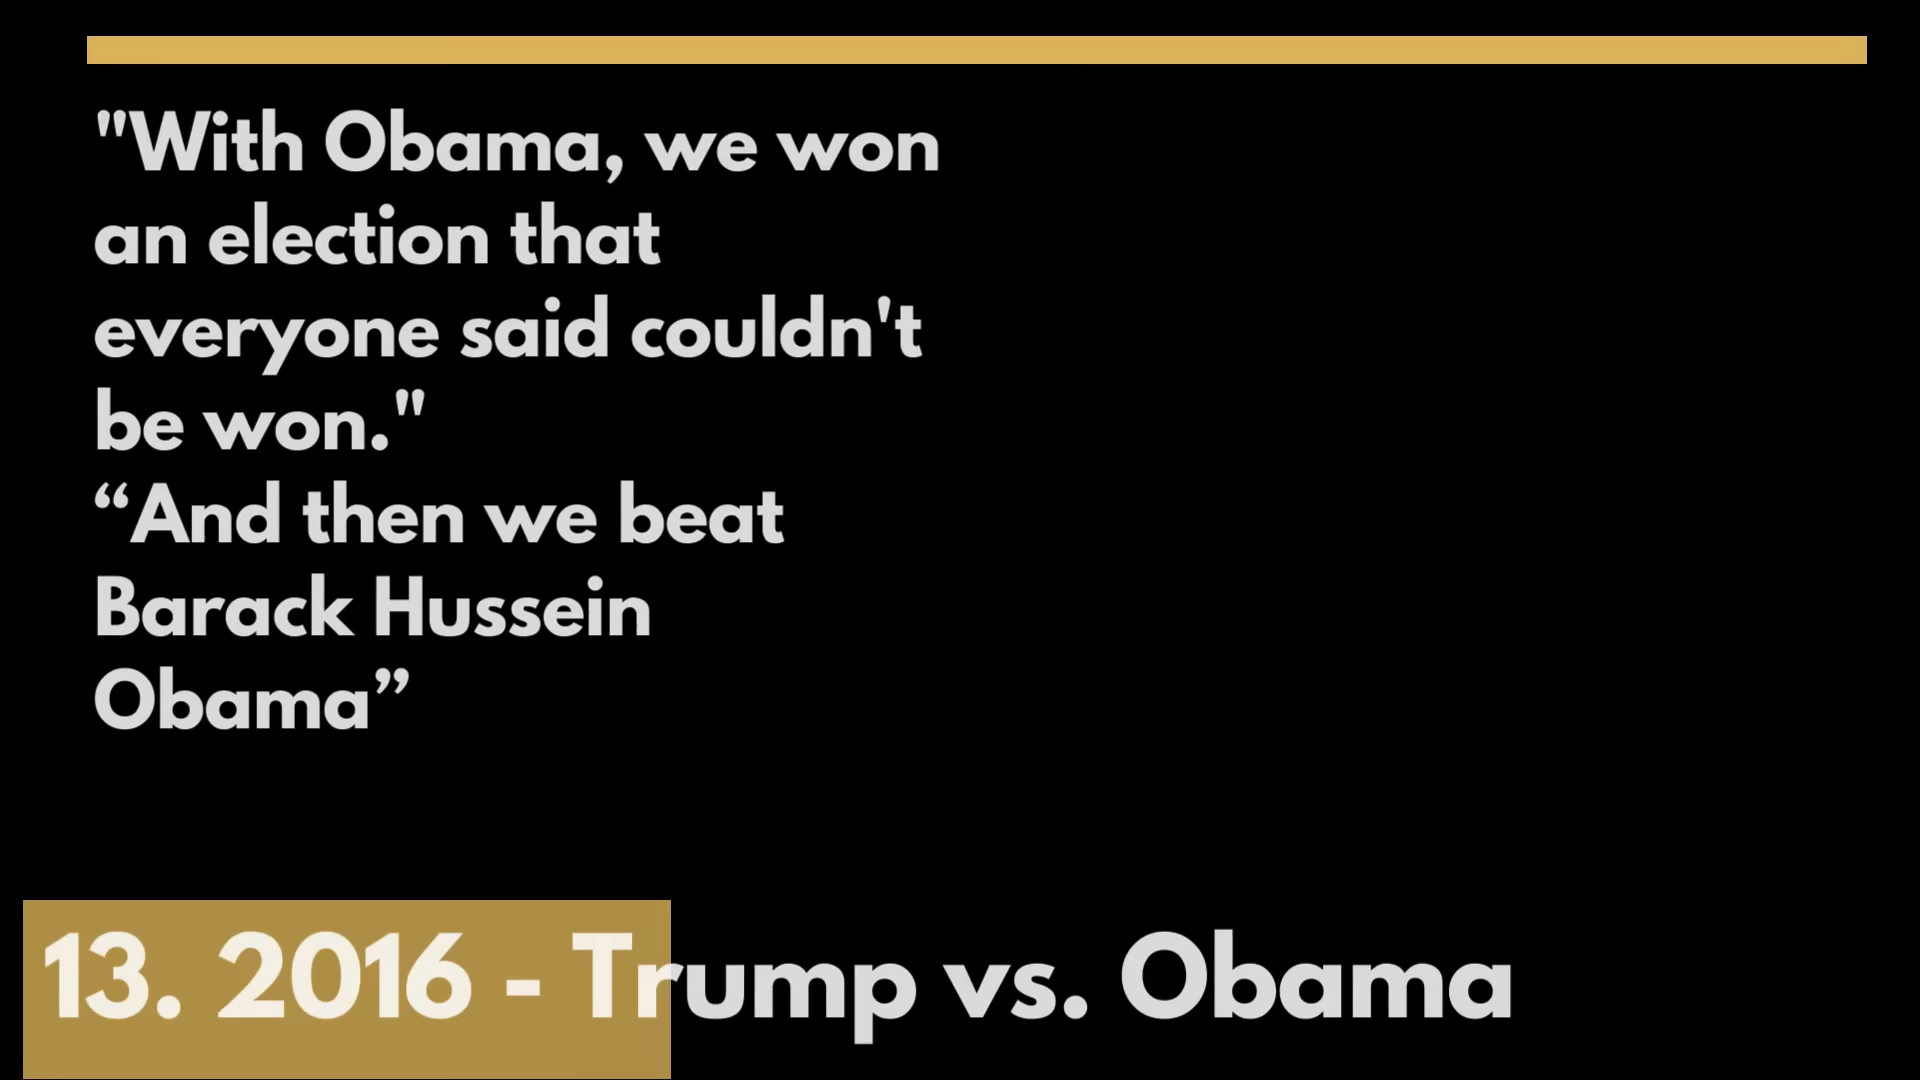 "With Obama, we won
an election that
everyone said couldn't
be won."
“And then we beat
Barack Hussein
Obama”
13. 2016 - Trump vs. Obama